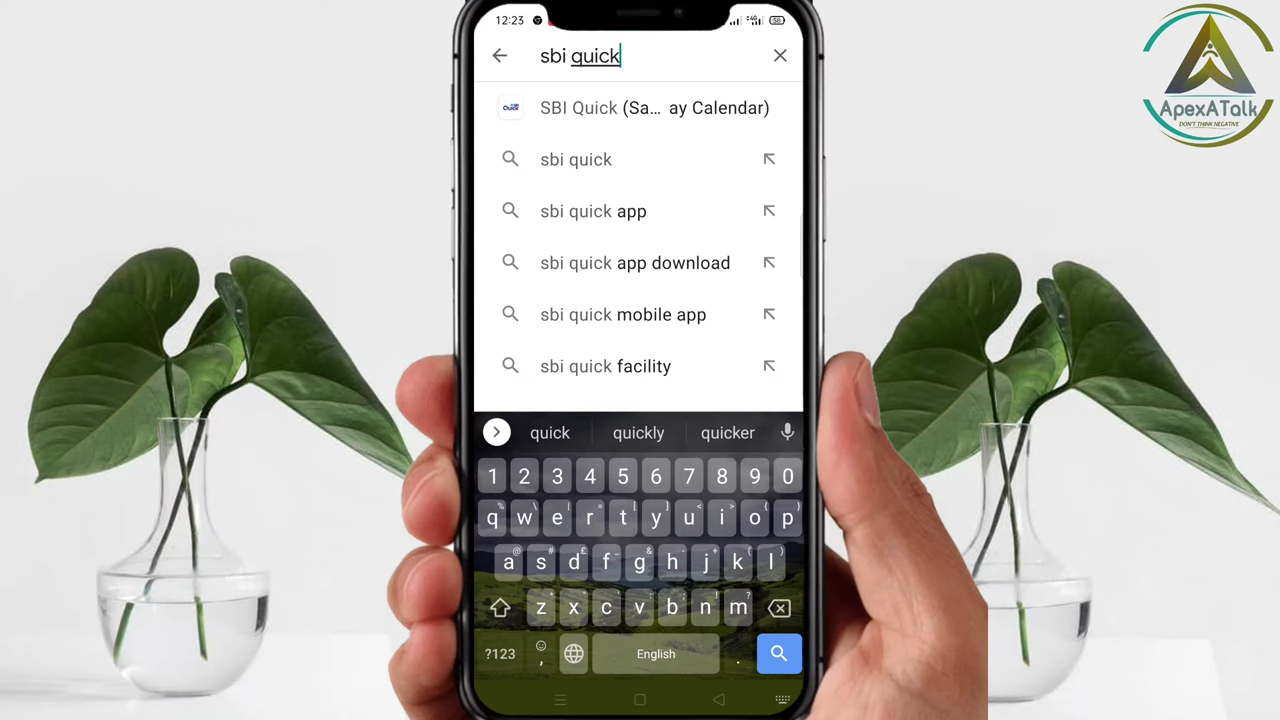 12:23
4G
58
sbi quick
SBI Quick (Sa... ay Calendar)
sbi quick
sbi quick app
sbi quick app download
sbi quick mobile app
sbi quick facility
quick quickly quicker
1 2 3 4 5 6 7 8 9 0
q w e r t y u i o p
a s d f g h j k l
z x c v b n m
?123 , English .
ApexATalk
DON'T THINK NEGATIVE